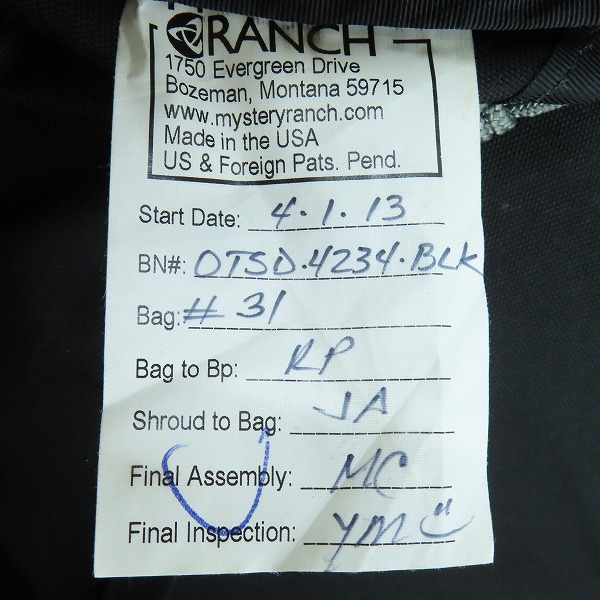 RANCH
1750 Evergreen Drive
Bozeman, Montana 59715
www.mysteryranch.com
Made in the USA
US & Foreign Pats. Pend.
Start Date: 4.1.13
BN#: OTSD.4234.BLK
Bag: # 31
Bag to Bp: RP
Shroud to Bag: JA
Final Assembly: MC
Final Inspection: YM